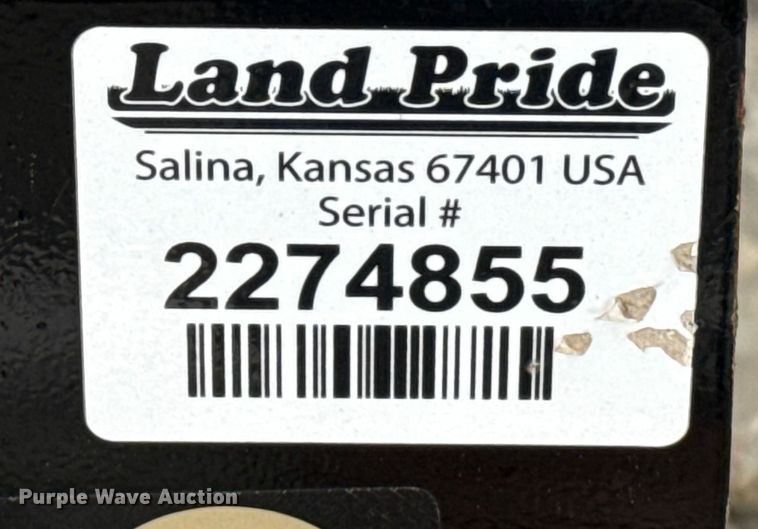 Land Pride
Salina, Kansas 67401 USA
Serial #
2274855
Purple Wave Auction